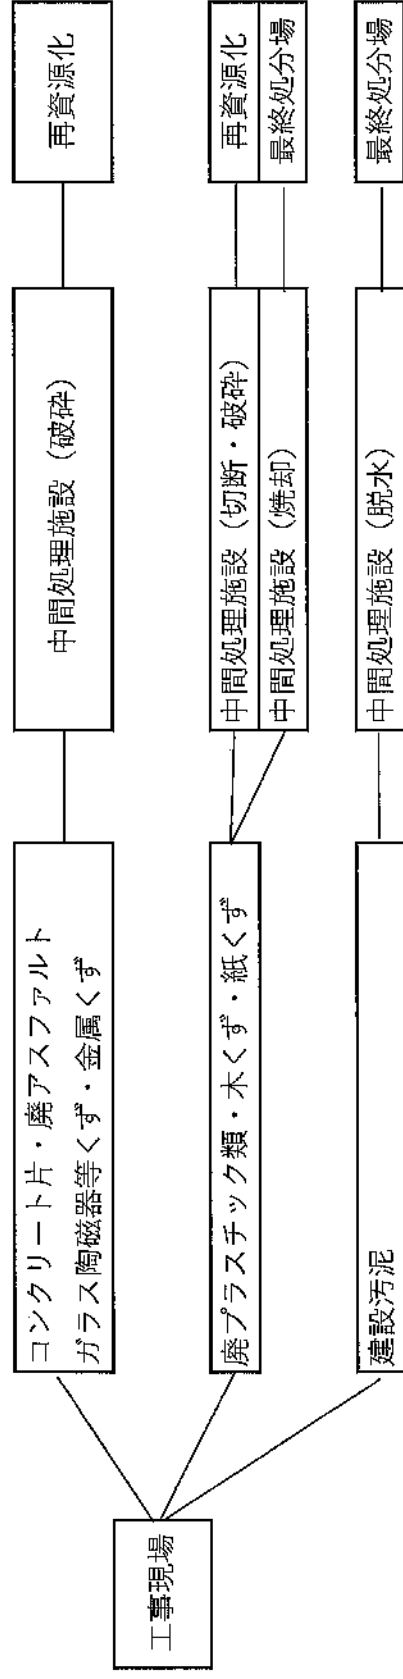 工事現場
コンクリート片・廃アスファルト
ガラス陶磁器等くず・金属くず
中間処理施設（破砕）
再資源化
廃プラスチック類・木くず・紙くず
中間処理施設（切断・破砕）
再資源化
中間処理施設（焼却）
最終処分場
建設汚泥
中間処理施設（脱水）
最終処分場